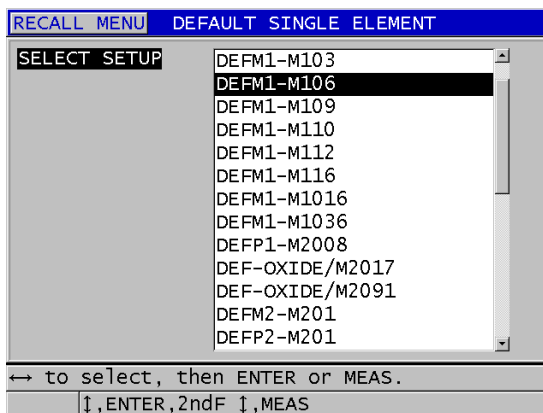 RECALL MENU DEFAULT SINGLE ELEMENT
SELECT SETUP
DEFM1-M103
DEFM1-M106
DEFM1-M109
DEFM1-M110
DEFM1-M112
DEFM1-M116
DEFM1-M1016
DEFM1-M1036
DEFP1-M2008
DEF-OXIDE/M2017
DEF-OXIDE/M2091
DEFM2-M201
DEFP2-M201
↔ to select, then ENTER or MEAS.
↕,ENTER,2ndF ↕,MEAS